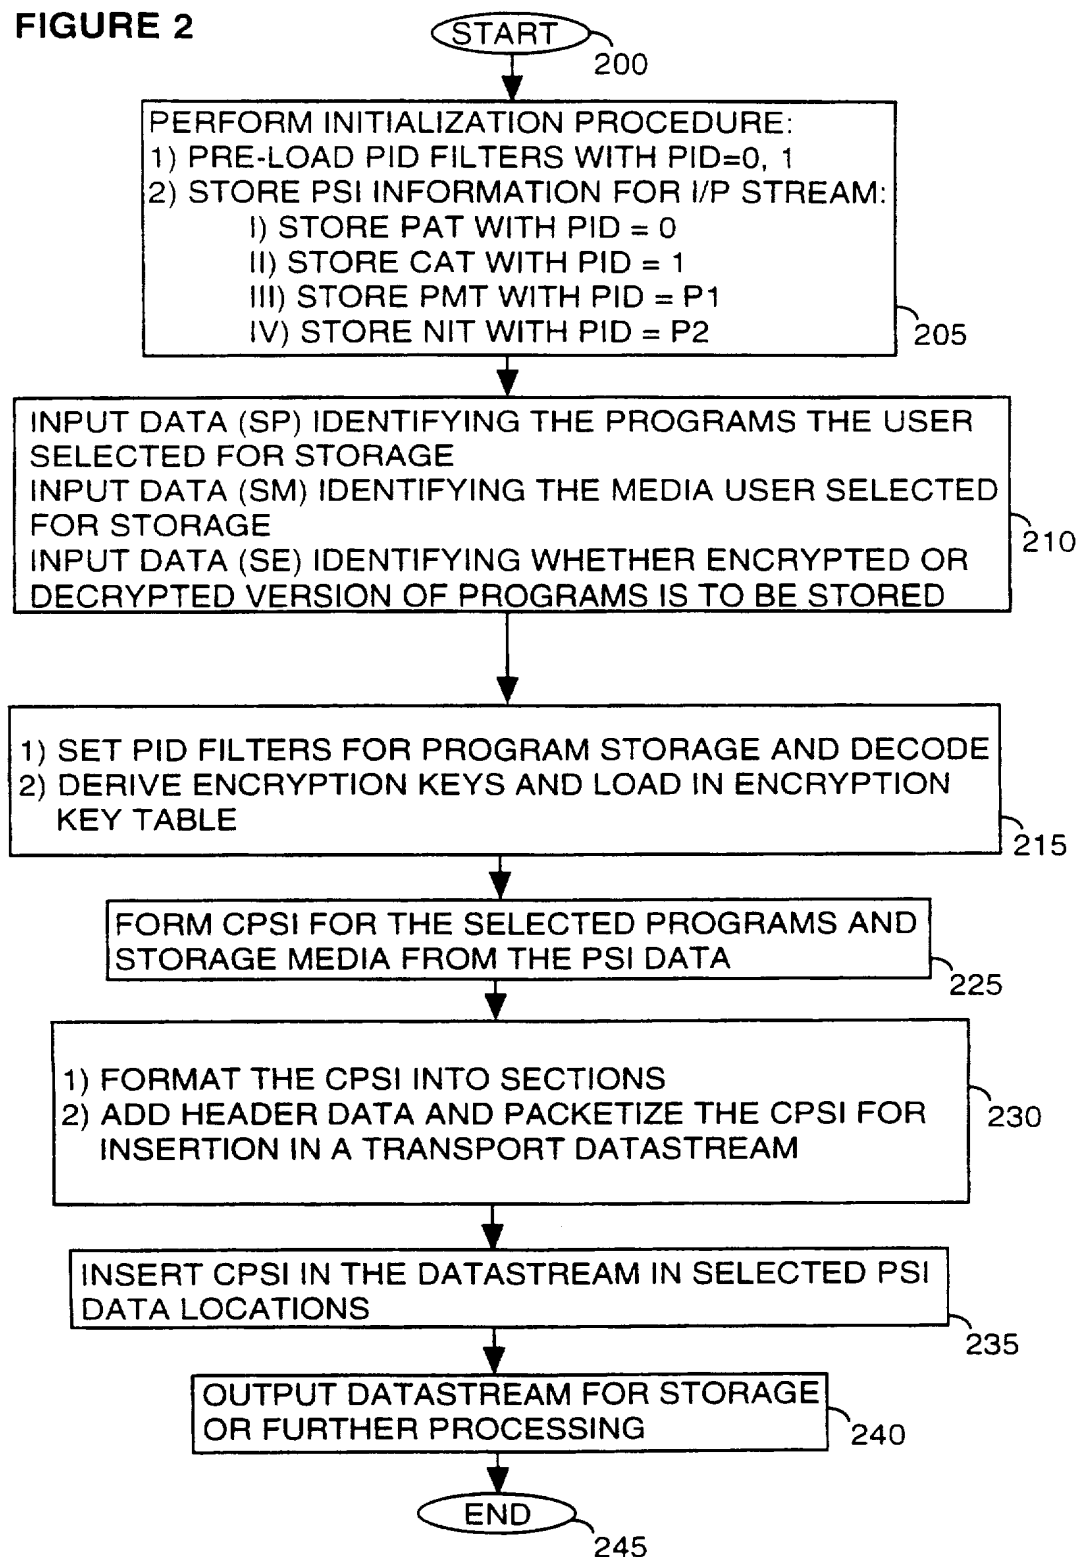 FIGURE 2
START
200
PERFORM INITIALIZATION PROCEDURE:
1) PRE-LOAD PID FILTERS WITH PID=0, 1
2) STORE PSI INFORMATION FOR I/P STREAM:
I) STORE PAT WITH PID = 0
II) STORE CAT WITH PID = 1
III) STORE PMT WITH PID = P1
IV) STORE NIT WITH PID = P2
205
INPUT DATA (SP) IDENTIFYING THE PROGRAMS THE USER
SELECTED FOR STORAGE
INPUT DATA (SM) IDENTIFYING THE MEDIA USER SELECTED
FOR STORAGE
INPUT DATA (SE) IDENTIFYING WHETHER ENCRYPTED OR
DECRYPTED VERSION OF PROGRAMS IS TO BE STORED
210
1) SET PID FILTERS FOR PROGRAM STORAGE AND DECODE
2) DERIVE ENCRYPTION KEYS AND LOAD IN ENCRYPTION
KEY TABLE
215
FORM CPSI FOR THE SELECTED PROGRAMS AND
STORAGE MEDIA FROM THE PSI DATA
225
1) FORMAT THE CPSI INTO SECTIONS
2) ADD HEADER DATA AND PACKETIZE THE CPSI FOR
INSERTION IN A TRANSPORT DATASTREAM
230
INSERT CPSI IN THE DATASTREAM IN SELECTED PSI
DATA LOCATIONS
235
OUTPUT DATASTREAM FOR STORAGE
OR FURTHER PROCESSING
240
END
245